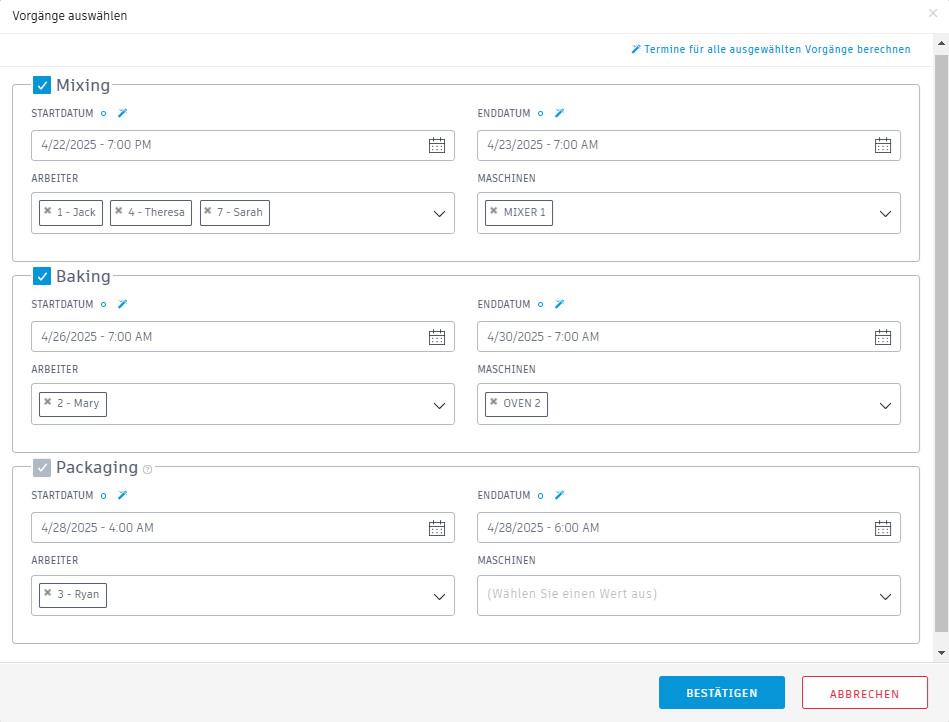 Vorgänge auswählen
Termine für alle ausgewählten Vorgänge berechnen
Mixing
STARTDATUM ENDDATUM
4/22/2025 - 7:00 PM 4/23/2025 - 7:00 AM
ARBEITER MASCHINEN
1 - Jack 4 - Theresa 7 - Sarah MIXER 1
Baking
STARTDATUM ENDDATUM
4/26/2025 - 7:00 AM 4/30/2025 - 7:00 AM
ARBEITER MASCHINEN
2 - Mary OVEN 2
Packaging
STARTDATUM ENDDATUM
4/28/2025 - 4:00 AM 4/28/2025 - 6:00 AM
ARBEITER MASCHINEN
3 - Ryan (Wählen Sie einen Wert aus)
BESTÄTIGEN ABBRECHEN